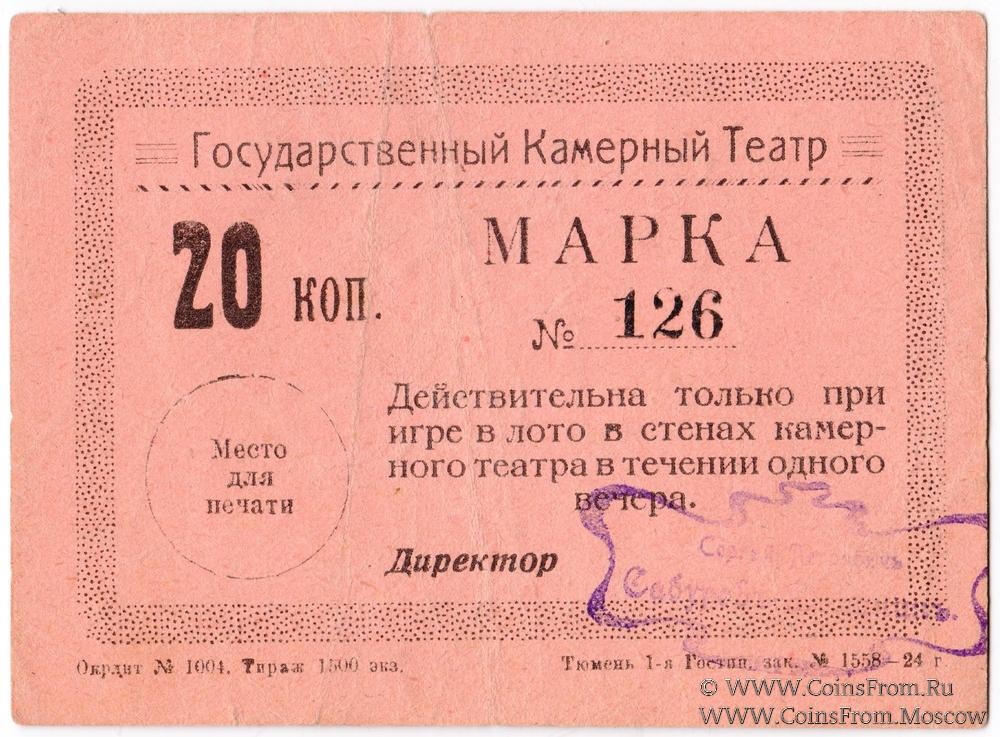 Государственный Камерный Театр
20 коп.
МАРКА
№ 126
Действительна только при
игре в лото в стенах камер-
ного театра в течении одного
вечера.
Место
для
печати
Директор
Окрлит № 1004. Тираж 1500 экз.
Тюмень 1-я Гостип. зак. № 1558—24 г.
© WWW.CoinsFrom.Ru
WWW.CoinsFrom.Moscow